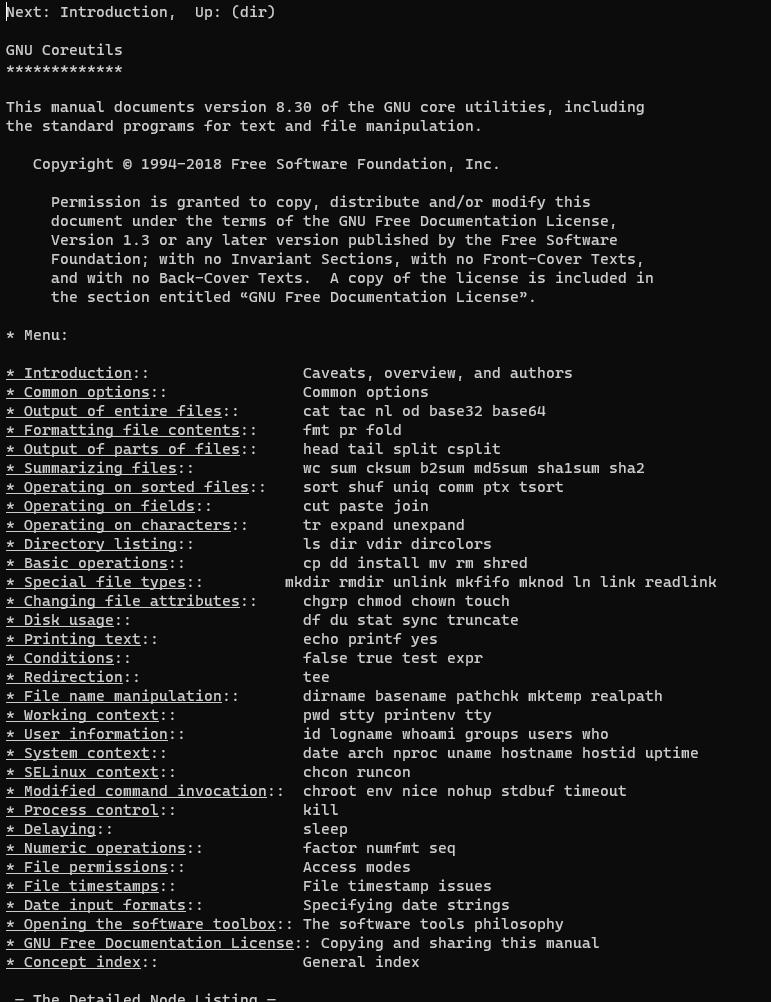 Next: Introduction,  Up: (dir)

GNU Coreutils
*************

This manual documents version 8.30 of the GNU core utilities, including
the standard programs for text and file manipulation.

   Copyright © 1994–2018 Free Software Foundation, Inc.

     Permission is granted to copy, distribute and/or modify this
     document under the terms of the GNU Free Documentation License,
     Version 1.3 or any later version published by the Free Software
     Foundation; with no Invariant Sections, with no Front-Cover Texts,
     and with no Back-Cover Texts.  A copy of the license is included in
     the section entitled “GNU Free Documentation License”.

* Menu:

* Introduction::                 Caveats, overview, and authors
* Common options::               Common options
* Output of entire files::       cat tac nl od base32 base64
* Formatting file contents::     fmt pr fold
* Output of parts of files::     head tail split csplit
* Summarizing files::            wc sum cksum b2sum md5sum sha1sum sha2
* Operating on sorted files::    sort shuf uniq comm ptx tsort
* Operating on fields::          cut paste join
* Operating on characters::      tr expand unexpand
* Directory listing::            ls dir vdir dircolors
* Basic operations::             cp dd install mv rm shred
* Special file types::         mkdir rmdir unlink mkfifo mknod ln link readlink
* Changing file attributes::     chgrp chmod chown touch
* Disk usage::                   df du stat sync truncate
* Printing text::                echo printf yes
* Conditions::                   false true test expr
* Redirection::                  tee
* File name manipulation::       dirname basename pathchk mktemp realpath
* Working context::              pwd stty printenv tty
* User information::             id logname whoami groups users who
* System context::               date arch nproc uname hostname hostid uptime
* SELinux context::              chcon runcon
* Modified command invocation::  chroot env nice nohup stdbuf timeout
* Process control::              kill
* Delaying::                     sleep
* Numeric operations::           factor numfmt seq
* File permissions::             Access modes
* File timestamps::              File timestamp issues
* Date input formats::           Specifying date strings
* Opening the software toolbox:: The software tools philosophy
* GNU Free Documentation License:: Copying and sharing this manual
* Concept index::                General index

 — The Detailed Node Listing —